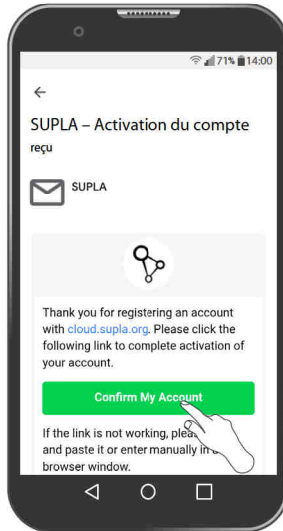 71% 14:00
SUPLA – Activation du compte
reçu
SUPLA
Thank you for registering an account
with cloud.supla.org. Please click the
following link to complete activation of
your account.
Confirm My Account
If the link is not working, 
and paste it or enter manually in
browser window.